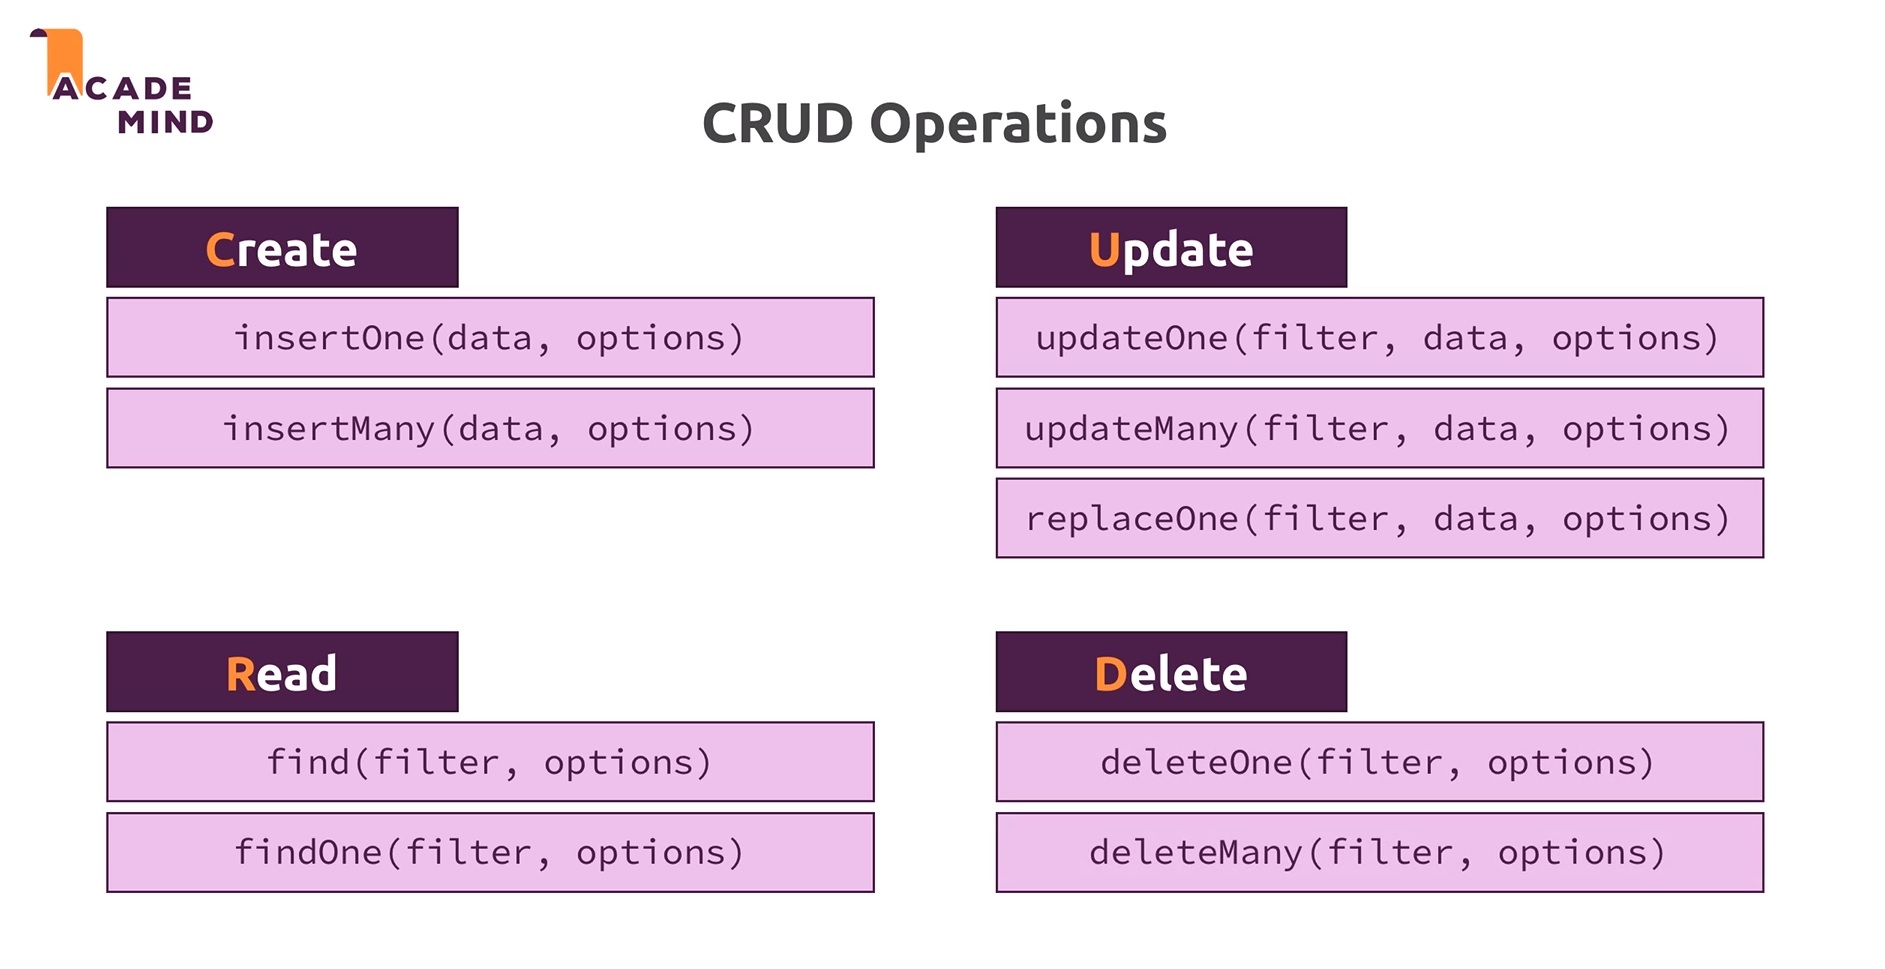 ACADE
MIND
CRUD Operations
Create
insertOne(data, options)
insertMany(data, options)
Update
updateOne(filter, data, options)
updateMany(filter, data, options)
replaceOne(filter, data, options)
Read
find(filter, options)
findOne(filter, options)
Delete
deleteOne(filter, options)
deleteMany(filter, options)